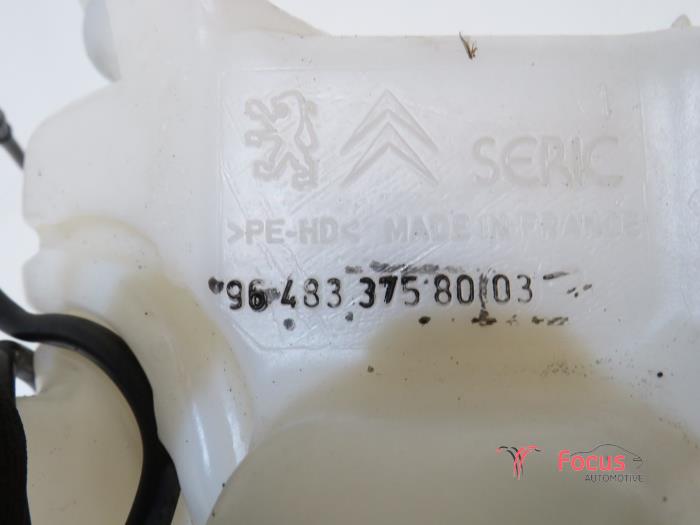 SERIC
>PE-HD< MADE IN FRANCE
96 483 375 80 03
Focus
AUTOMOTIVE